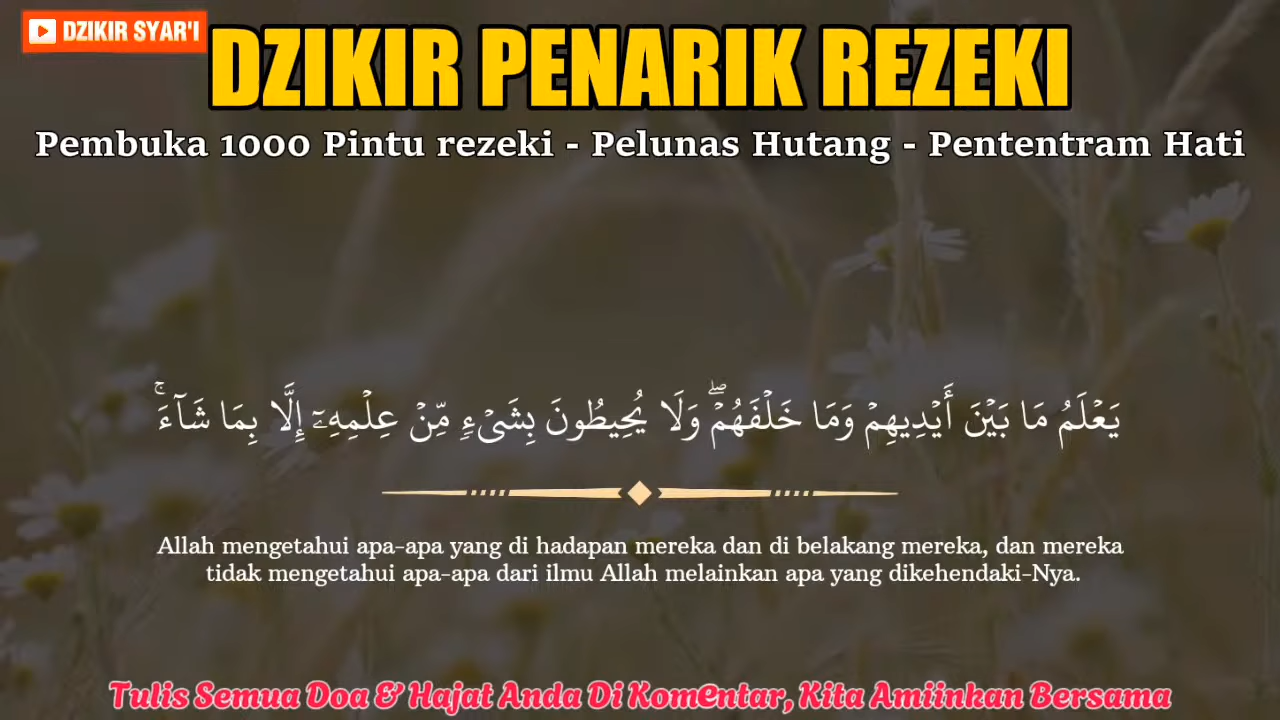 DZIKIR SYAR'I
DZIKIR PENARIK REZEKI
Pembuka 1000 Pintu rezeki - Pelunas Hutang - Pententram Hati
يَعْلَمُ مَا بَيْنَ أَيْدِيهِمْ وَمَا خَلْفَهُمْۖ وَلَا يُحِيطُونَ بِشَىْءٍ مِّنْ عِلْمِهِۦٓ إِلَّا بِمَا شَآءَۚ
Allah mengetahui apa-apa yang di hadapan mereka dan di belakang mereka, dan mereka
tidak mengetahui apa-apa dari ilmu Allah melainkan apa yang dikehendaki-Nya.
Tulis Semua Doa & Hajat Anda Di Komentar, Kita Amiinkan Bersama